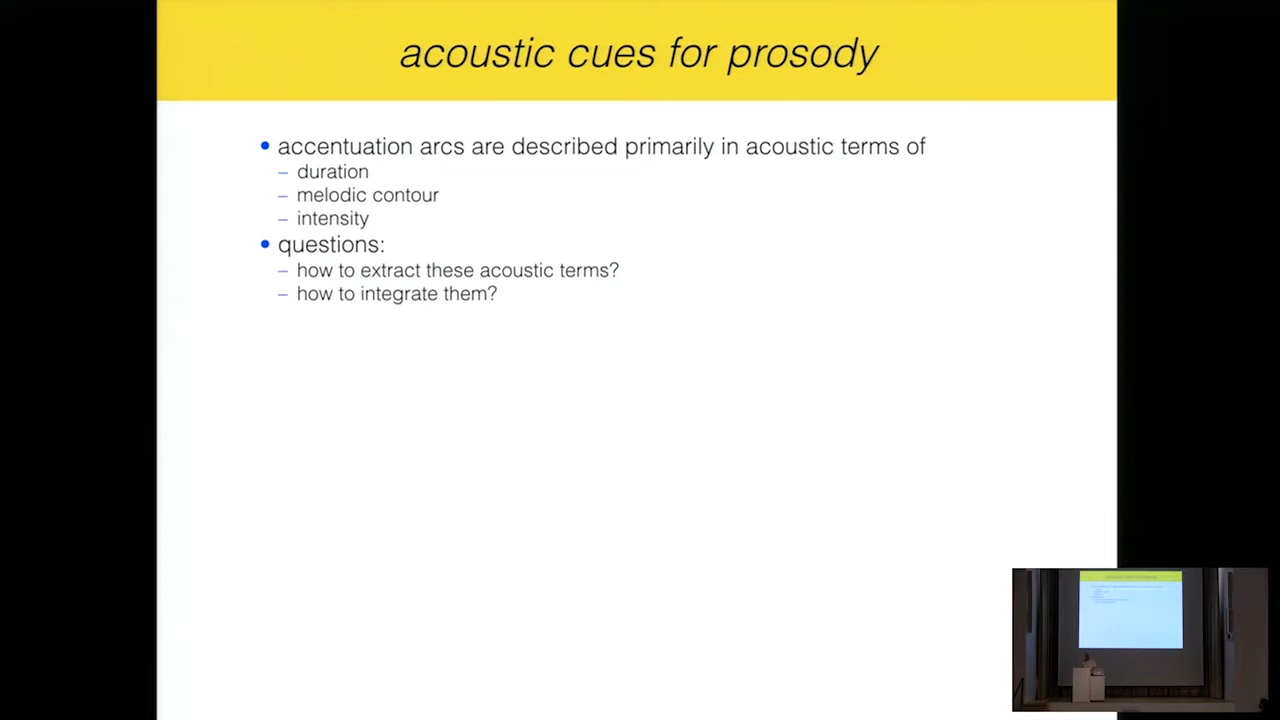 acoustic cues for prosody
• accentuation arcs are described primarily in acoustic terms of
– duration
– melodic contour
– intensity
• questions:
– how to extract these acoustic terms?
– how to integrate them?